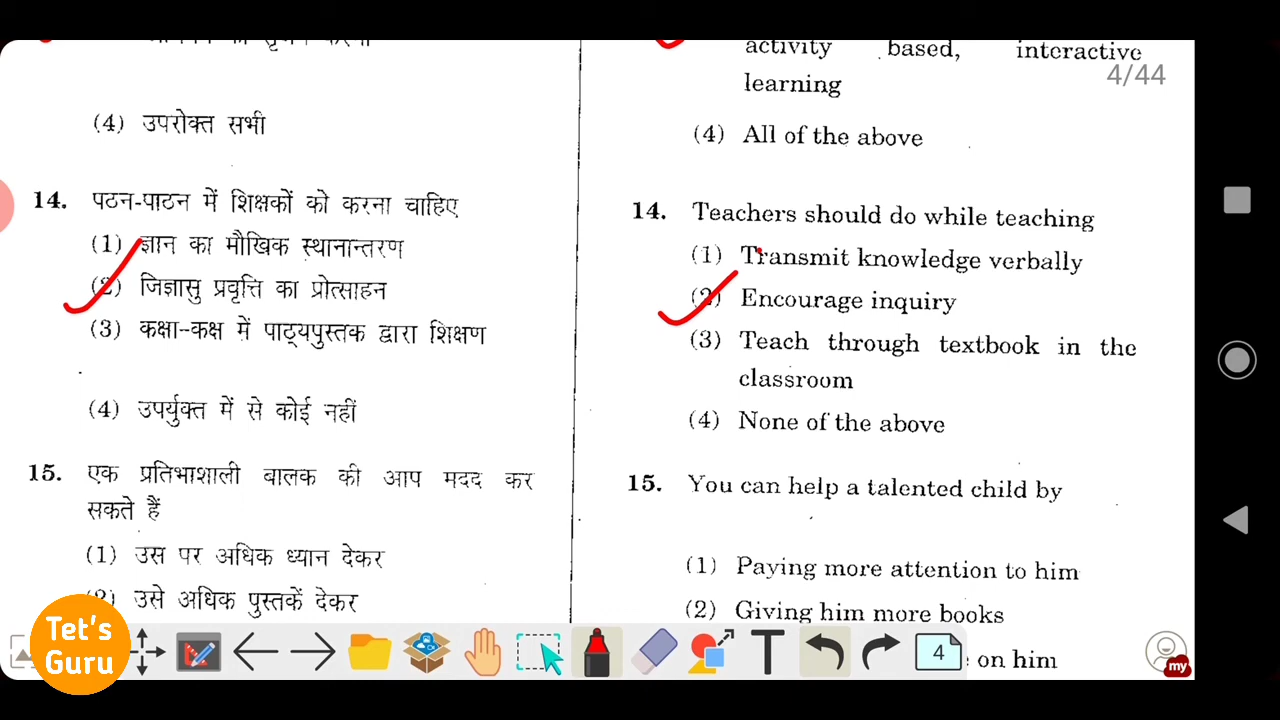 (4) उपरोक्त सभी
14. पठन-पाठन में शिक्षकों को करना चाहिए
(1) ज्ञान का मौखिक स्थानान्तरण
(2) जिज्ञासु प्रवृत्ति का प्रोत्साहन
(3) कक्षा-कक्ष में पाठ्यपुस्तक द्वारा शिक्षण
(4) उपर्युक्त में से कोई नहीं
15. एक प्रतिभाशाली बालक की आप मदद कर
सकते हैं
(1) उस पर अधिक ध्यान देकर
(2) उसे अधिक पुस्तकें देकर
activity based, interactive
4/44
learning
(4) All of the above
14. Teachers should do while teaching
(1) Transmit knowledge verbally
(2) Encourage inquiry
(3) Teach through textbook in the
classroom
(4) None of the above
15. You can help a talented child by
(1) Paying more attention to him
(2) Giving him more books
on him
Tet's
Guru
T
4
my